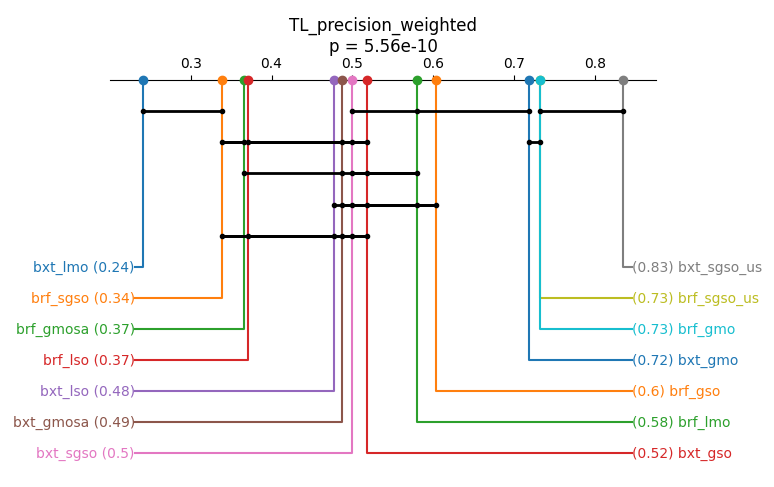 TL_precision_weighted
p = 5.56e-10
0.3 0.4 0.5 0.6 0.7 0.8
bxt_lmo (0.24) (0.83) bxt_sgso_us
brf_sgso (0.34) (0.73) brf_sgso_us
brf_gmosa (0.37) (0.73) brf_gmo
brf_lso (0.37) (0.72) bxt_gmo
bxt_lso (0.48) (0.6) brf_gso
bxt_gmosa (0.49) (0.58) brf_lmo
bxt_sgso (0.5) (0.52) bxt_gso